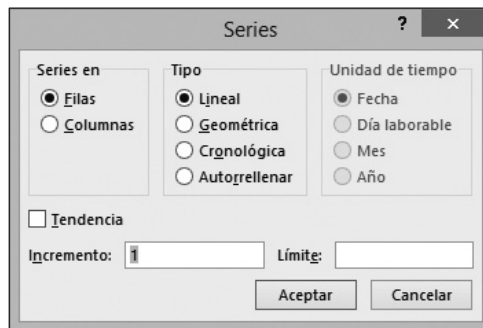 Series ? ×
Series en
Filas
Columnas
Tipo
Lineal
Geométrica
Cronológica
Autorrellenar
Unidad de tiempo
Fecha
Día laborable
Mes
Año
Tendencia
Incremento: 1 Límite:
Aceptar Cancelar